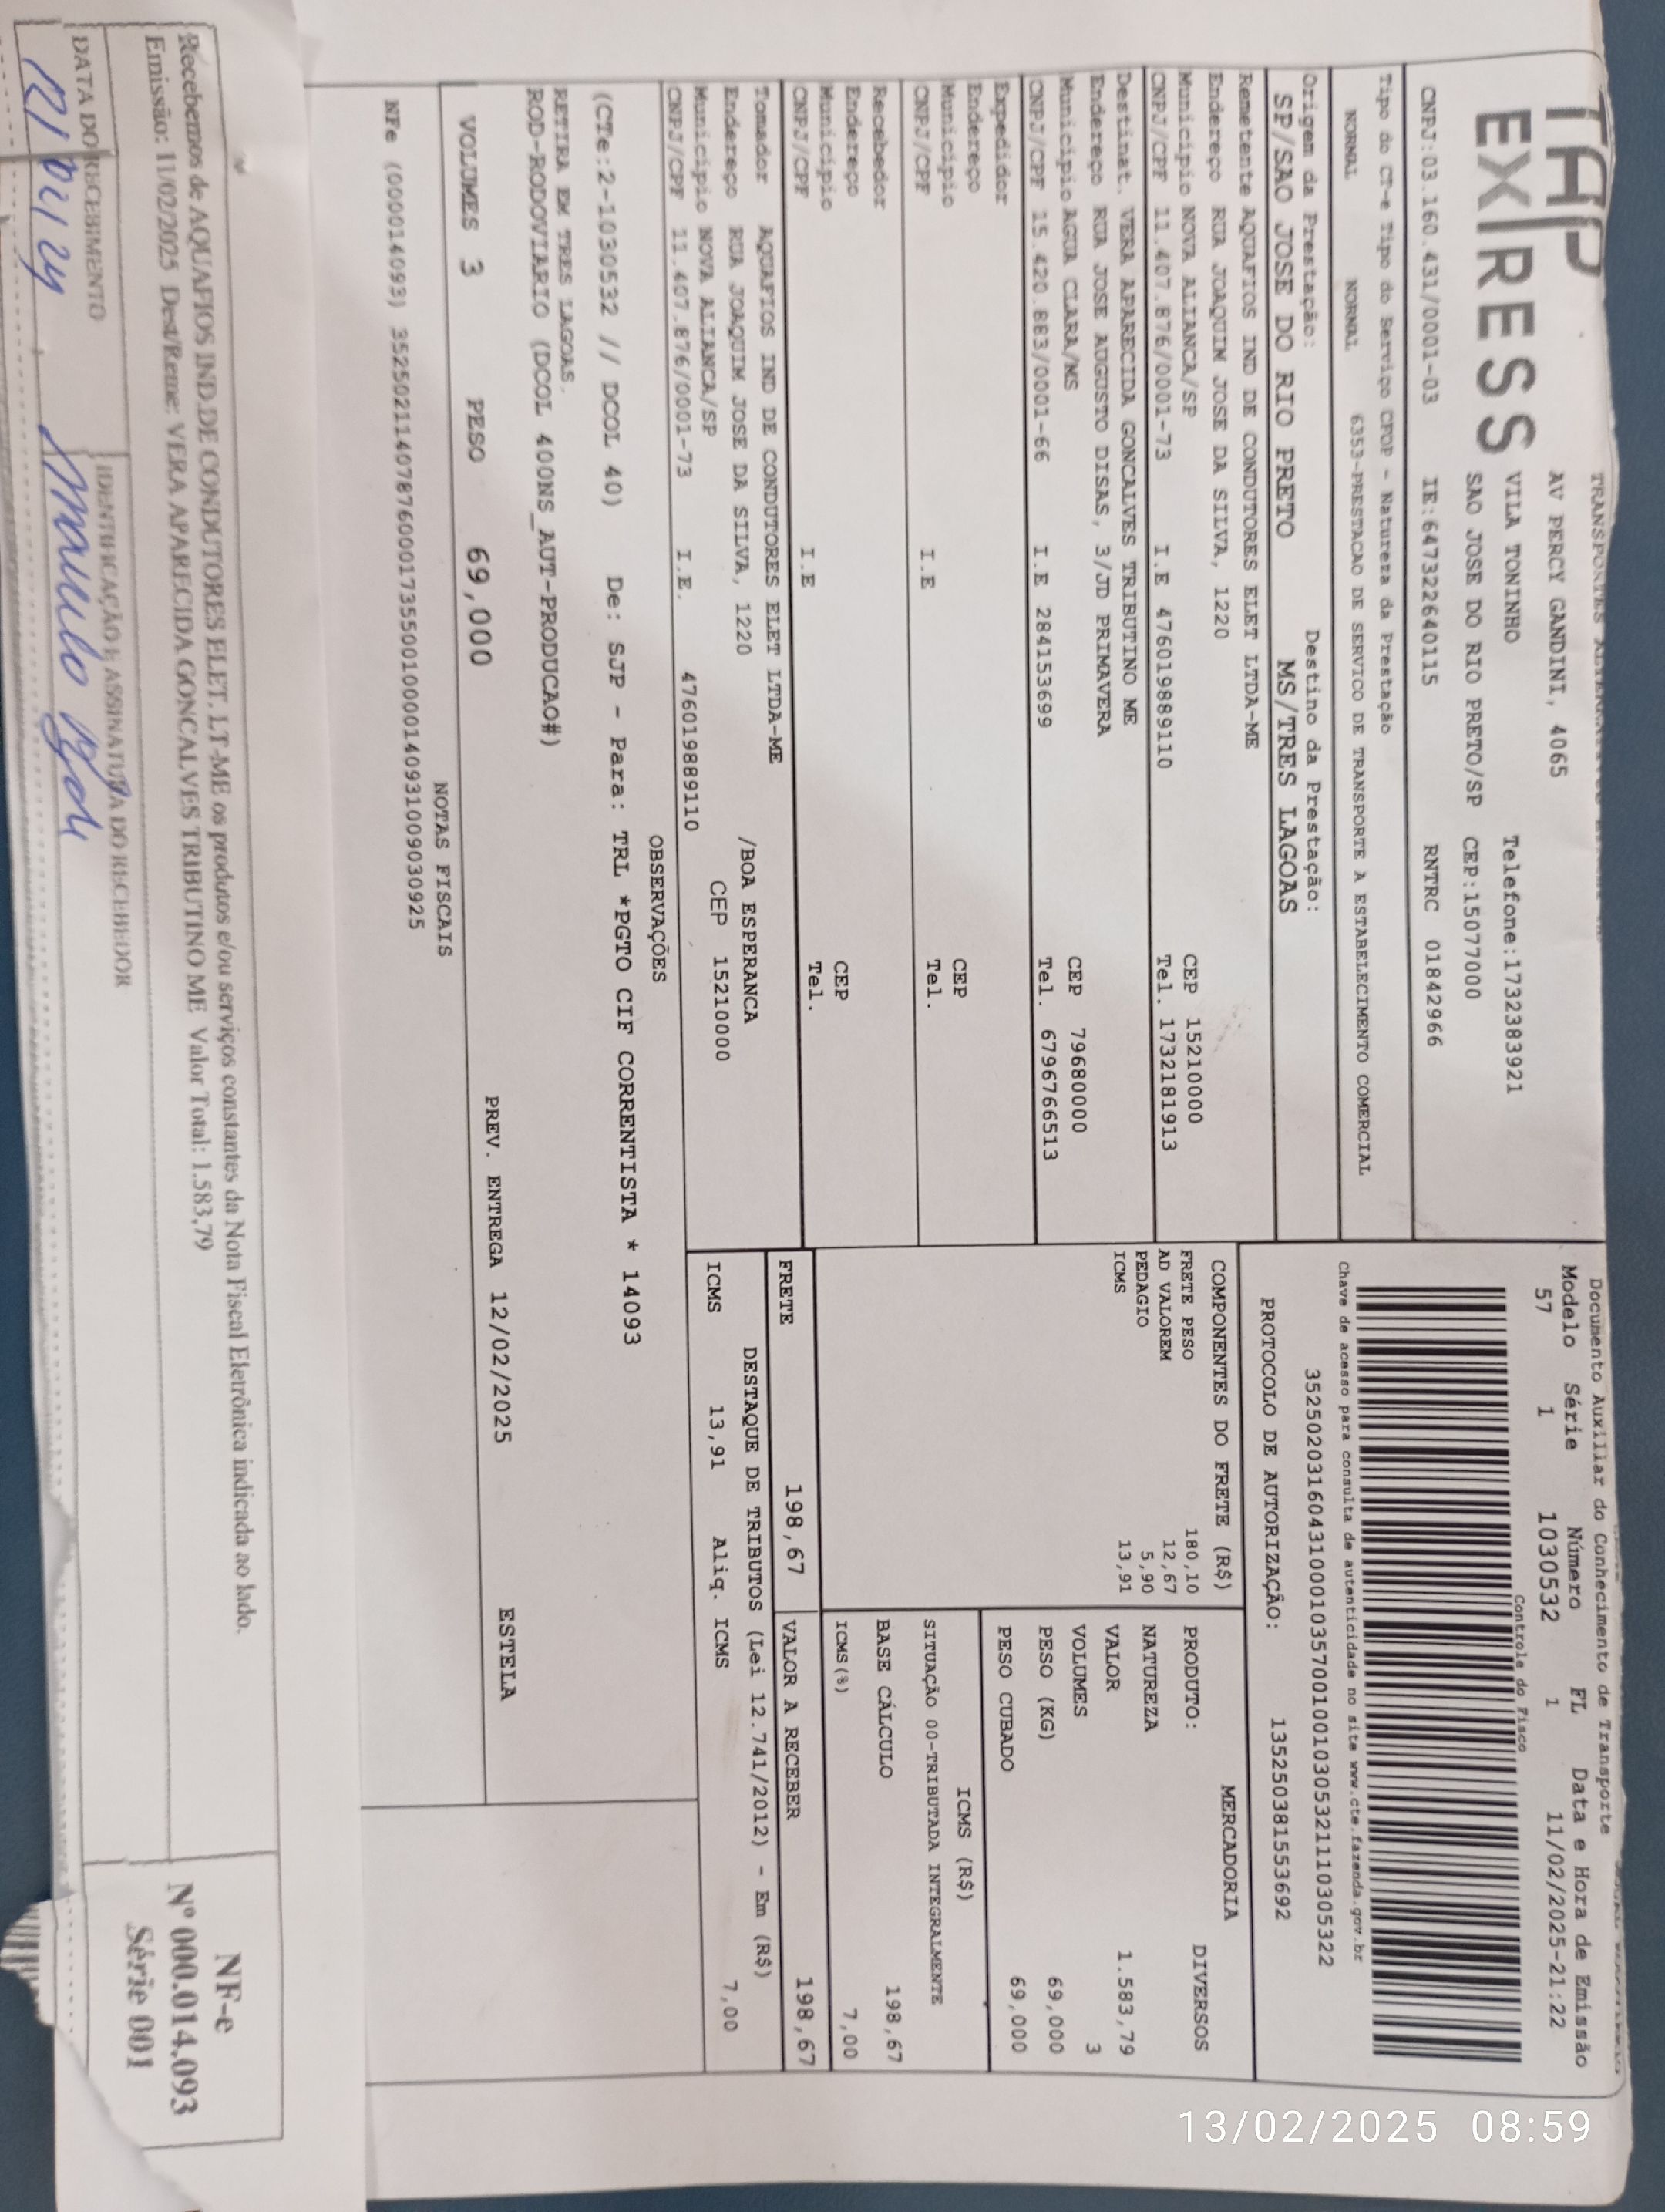 TAP
EXPRESS
AV PERCY GANDINI, 4065
VILA TONINHO Telefone:1732383921
SAO JOSE DO RIO PRETO/SP CEP:15077000
CNPJ:03.160.431/0001-03 IE:647322640115 RNTRC 01842966
Documento Auxiliar do Conhecimento de Transporte
Modelo Série Número FL Data e Hora de Emissão
57 1 1030532 1 11/02/2025-21:22
Controle do Fisco
Chave de acesso para consulta de autenticidade no site www.cte.fazenda.gov.br
35250203160431000103570010010305321110305322
PROTOCOLO DE AUTORIZAÇÃO: 135250381553692
Tipo do CT-e Tipo do Serviço CFOP - Natureza da Prestação
NORMAL NORMAL 6353-PRESTACAO DE SERVICO DE TRANSPORTE A ESTABELECIMENTO COMERCIAL
Origem da Prestação: Destino da Prestação:
SP/SAO JOSE DO RIO PRETO MS/TRES LAGOAS
Remetente AQUAFIOS IND DE CONDUTORES ELET LTDA-ME
Endereço RUA JOAQUIM JOSE DA SILVA, 1220
Municipio NOVA ALIANCA/SP CEP 15210000
CNPJ/CPF 11.407.876/0001-73 I.E 476019889110 Tel. 1732181913
Destinat. VERA APARECIDA GONCALVES TRIBUTINO ME
Endereço RUA JOSE AUGUSTO DISAS, 3/JD PRIMAVERA
Municipio AGUA CLARA/MS CEP 79680000
CNPJ/CPF 15.420.883/0001-66 I.E 284153699 Tel. 6796766513
Expedidor
Endereço
Municipio CEP
CNPJ/CPF I.E Tel.
Recebedor
Endereço
Municipio CEP
CNPJ/CPF I.E Tel.
Tomador AQUAFIOS IND DE CONDUTORES ELET LTDA-ME
Endereço RUA JOAQUIM JOSE DA SILVA, 1220 /BOA ESPERANCA
Municipio NOVA ALIANCA/SP CEP 15210000
CNPJ/CPF 11.407.876/0001-73 I.E. 476019889110
COMPONENTES DO FRETE (R$)
FRETE PESO 180,10
AD VALOREM 12,67
PEDAGIO 5,90
ICMS 13,91
MERCADORIA
PRODUTO: DIVERSOS
NATUREZA
VALOR 1.583,79
VOLUMES 3
PESO (KG) 69,000
PESO CUBADO 69,000
ICMS (R$)
SITUAÇÃO 00-TRIBUTADA INTEGRALMENTE
BASE CÁLCULO 198,67
ICMS(%) 7,00
FRETE 198,67 VALOR A RECEBER 198,67
DESTAQUE DE TRIBUTOS (Lei 12.741/2012) - Em (R$)
ICMS 13,91 Aliq. ICMS 7,00
OBSERVAÇÕES
(CTe:2-1030532 // DCOL 40) De: SJP - Para: TRL *PGTO CIF CORRENTISTA * 14093
RETIRA EM TRES LAGOAS.
ROD-RODOVIARIO (DCOL 400NS_AUT-PRODUCAO#)
VOLUMES 3 PESO 69,000 PREV. ENTREGA 12/02/2025 ESTELA
NOTAS FISCAIS
NFe (000014093) 35250211407876000173550010000140931009030925
Recebemos de AQUAFIOS IND.DE CONDUTORES ELET. LT-ME os produtos e/ou serviços constantes da Nota Fiscal Eletrônica indicada ao lado.
Emissão: 11/02/2025 Dest/Reme: VERA APARECIDA GONCALVES TRIBUTINO ME Valor Total: 1.583,79
DATA DO RECEBIMENTO IDENTIFICAÇÃO E ASSINATURA DO RECEBEDOR
NF-e
Nº 000.014.093
Série 001
13/02/2025 08:59